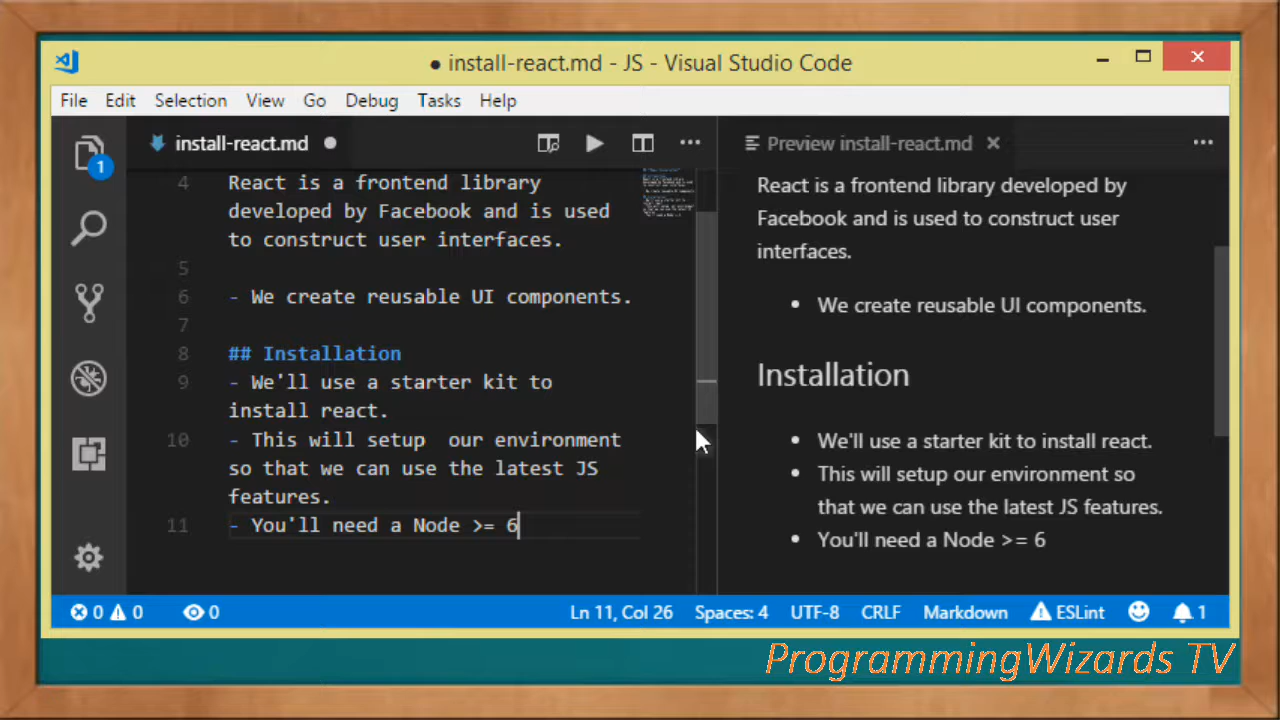 ● install-react.md - JS - Visual Studio Code
File Edit Selection View Go Debug Tasks Help
1
install-react.md
Preview install-react.md
4 React is a frontend library
developed by Facebook and is used
to construct user interfaces.
5
6 - We create reusable UI components.
7
8 ## Installation
9 - We'll use a starter kit to
install react.
10 - This will setup  our environment
so that we can use the latest JS
features.
11 - You'll need a Node >= 6
React is a frontend library developed by
Facebook and is used to construct user
interfaces.
• We create reusable UI components.
Installation
• We'll use a starter kit to install react.
• This will setup our environment so
that we can use the latest JS features.
• You'll need a Node >= 6
0 0 0 Ln 11, Col 26 Spaces: 4 UTF-8 CRLF Markdown ESLint 1
ProgrammingWizards TV